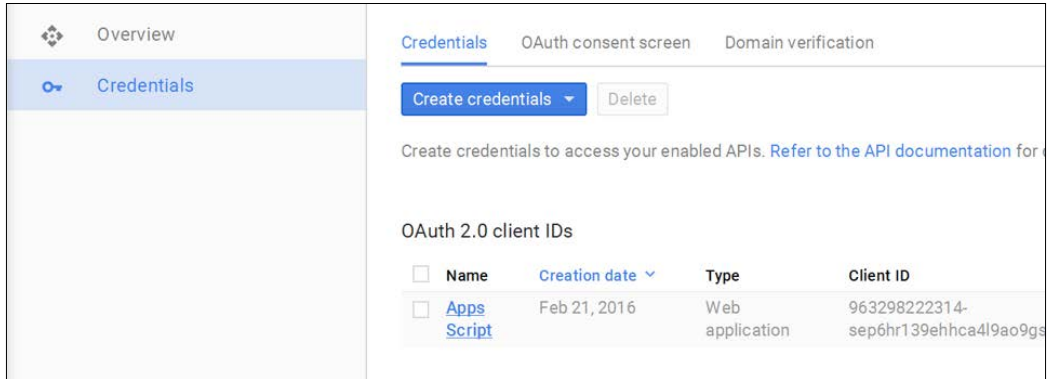 Overview
Credentials
Credentials OAuth consent screen Domain verification
Create credentials Delete
Create credentials to access your enabled APIs. Refer to the API documentation for
OAuth 2.0 client IDs
Name Creation date Type Client ID
Apps Script Feb 21, 2016 Web application 963298222314-
sep6hr139ehhca4l9ao9gs